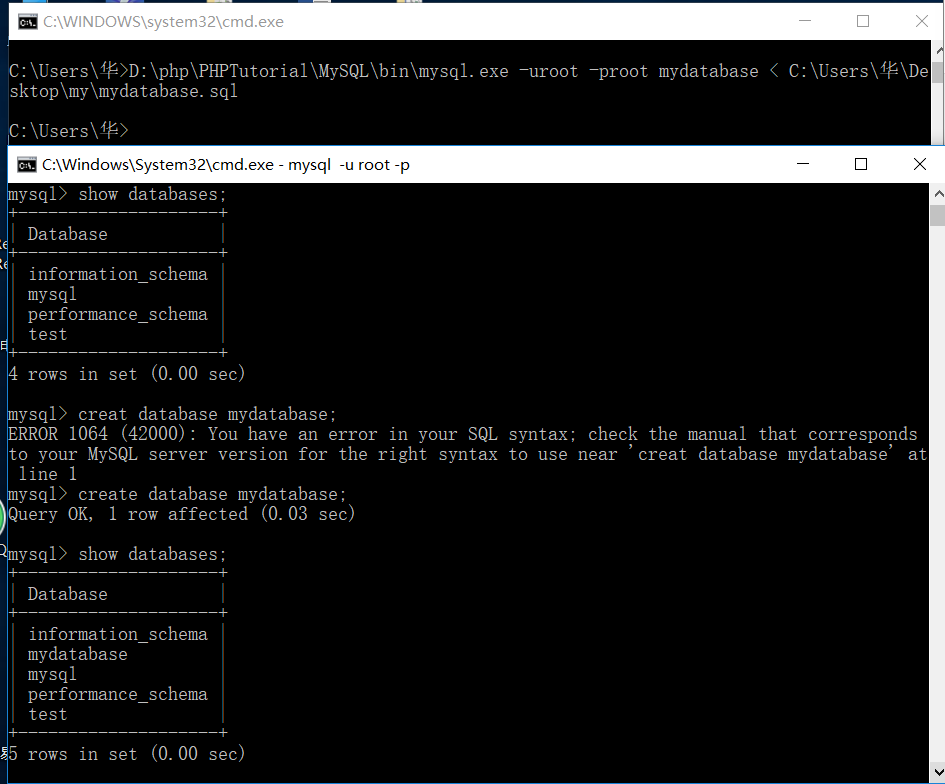 C:\WINDOWS\system32\cmd.exe
C:\Users\华>D:\php\PHPTutorial\MySQL\bin\mysql.exe -uroot -proot mydatabase < C:\Users\华\De
sktop\my\mydatabase.sql
C:\Users\华>
C:\Windows\System32\cmd.exe - mysql  -u root -p
mysql> show databases;
+--------------------+
| Database           |
+--------------------+
| information_schema |
| mysql              |
| performance_schema |
| test               |
+--------------------+
4 rows in set (0.00 sec)
mysql> creat database mydatabase;
ERROR 1064 (42000): You have an error in your SQL syntax; check the manual that corresponds
to your MySQL server version for the right syntax to use near 'creat database mydatabase' at
 line 1
mysql> create database mydatabase;
Query OK, 1 row affected (0.03 sec)
mysql> show databases;
+--------------------+
| Database           |
+--------------------+
| information_schema |
| mydatabase         |
| mysql              |
| performance_schema |
| test               |
+--------------------+
5 rows in set (0.00 sec)